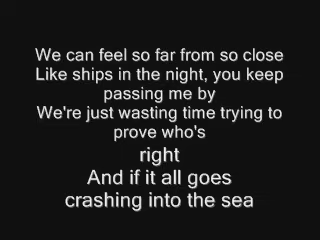 We can feel so far from so close
Like ships in the night, you keep
passing me by
We're just wasting time trying to
prove who's
right
And if it all goes
crashing into the sea